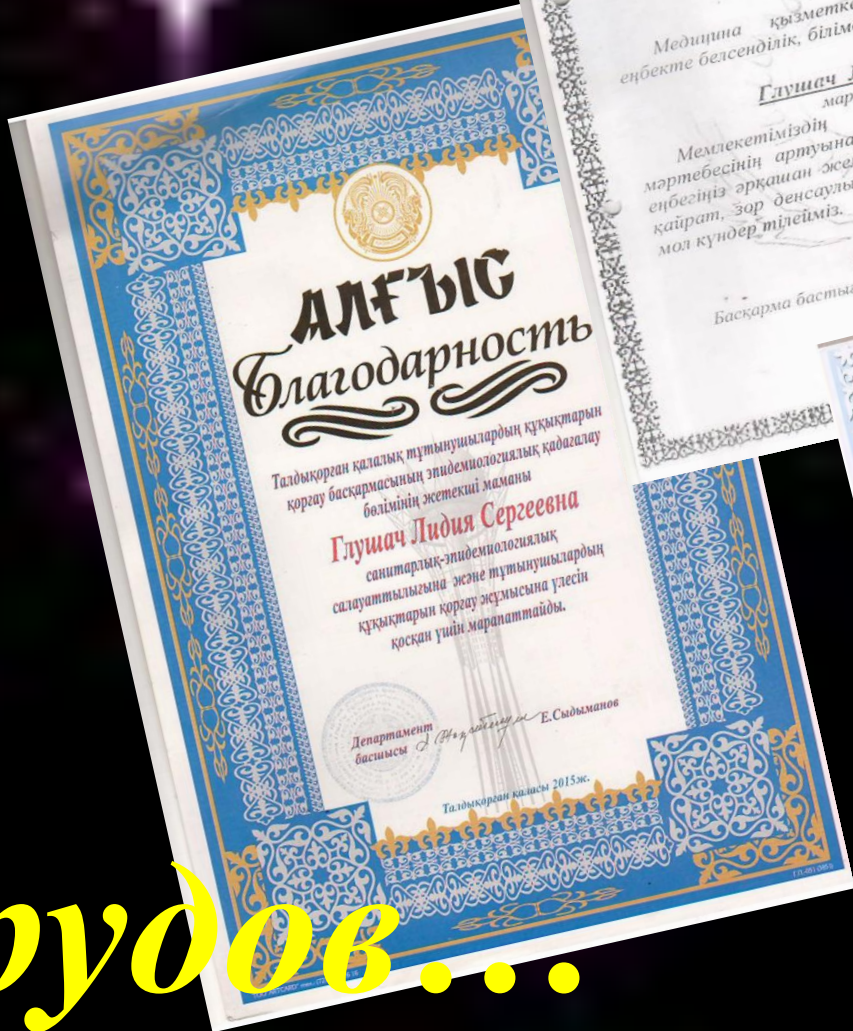 АЛҒЫС
Благодарность
Талдықорған қалалық тұтынушылардың құқықтарын
қорғау басқармасының эпидемиологиялық қадағалау
бөлімінің жетекші маманы
Глушач Лидия Сергеевна
санитарлық-эпидемиологиялық
салауаттылығына және тұтынушылардың
құқықтарын қорғау жұмысына үлесін
қосқан үшін марапаттайды.
Департамент
басшысы
Е.Сыдыманов
Талдықорған қаласы 2015ж.
Медицина қызметк
еңбекте белсенділік, білім
Глушач
мар
Мемлекетіміздің
мәртебесінің артуына
еңбегіңіз әрқашан же
қайрат, зор денсаулы
мол күндер тілейміз.
Басқарма басты
рудов...